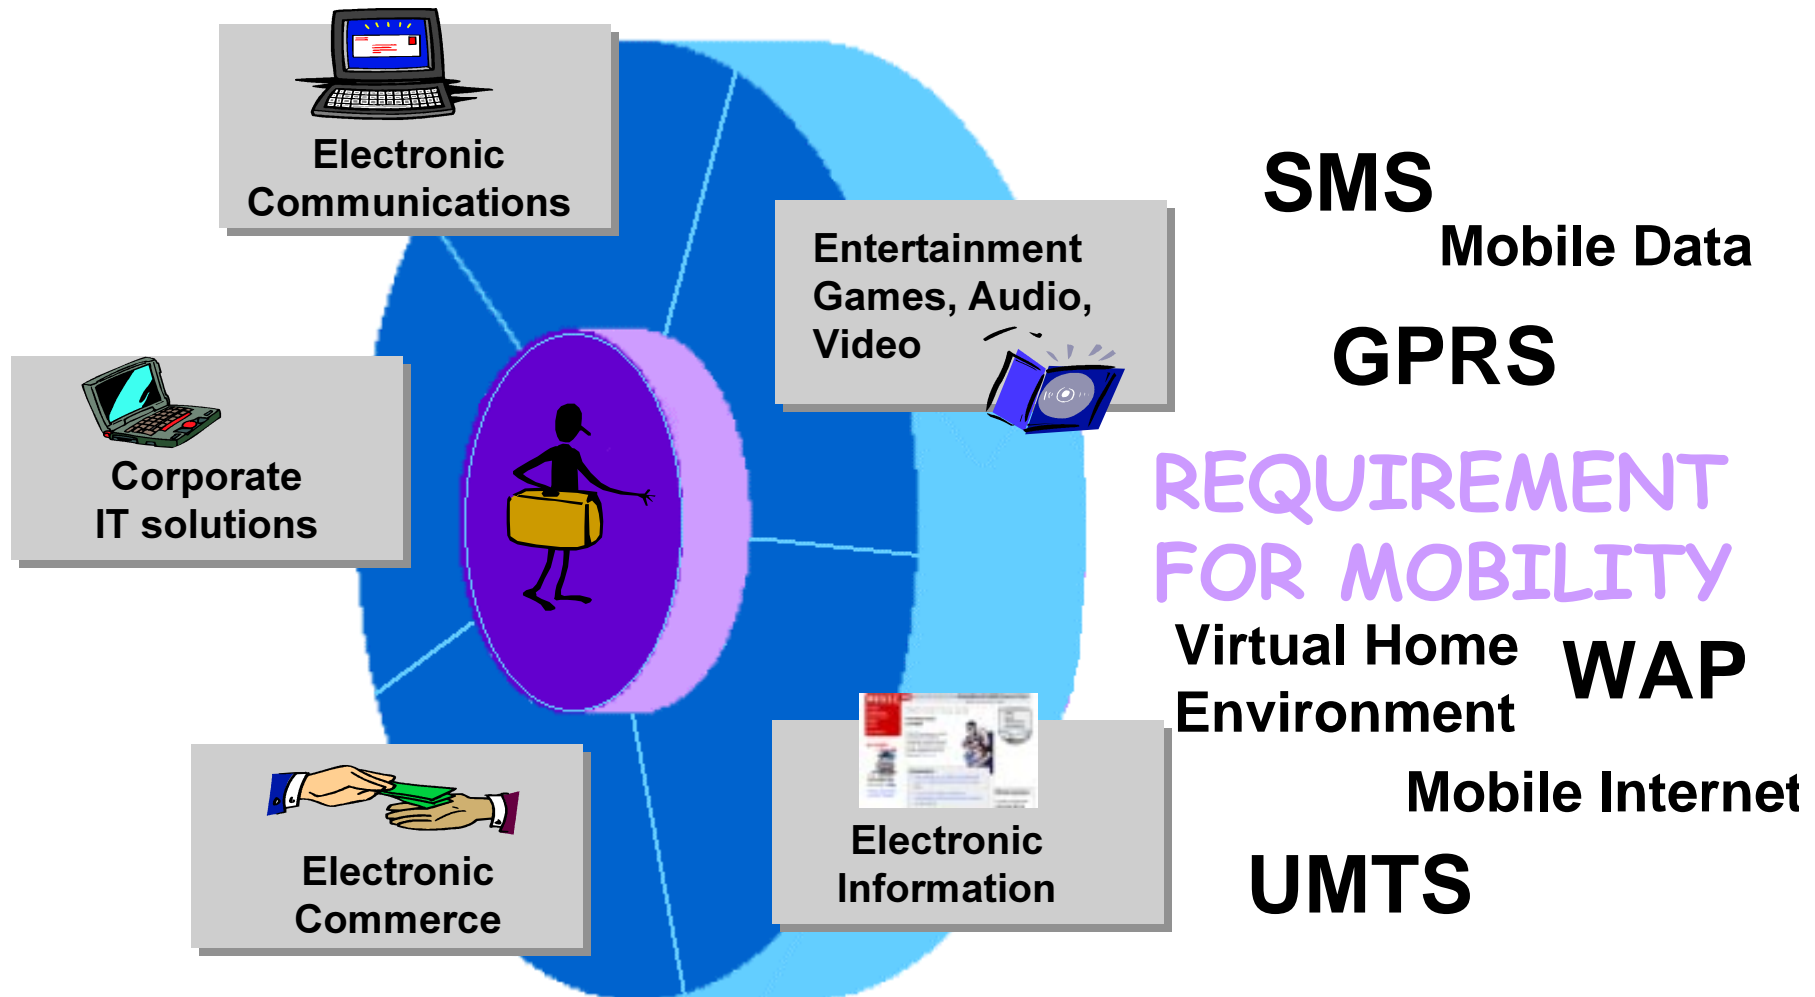 Electronic
Communications
Entertainment
Games, Audio,
Video
Corporate
IT solutions
Electronic
Commerce
Electronic
Information
SMS
Mobile Data
GPRS
REQUIREMENT
FOR MOBILITY
Virtual Home
Environment
WAP
Mobile Internet
UMTS